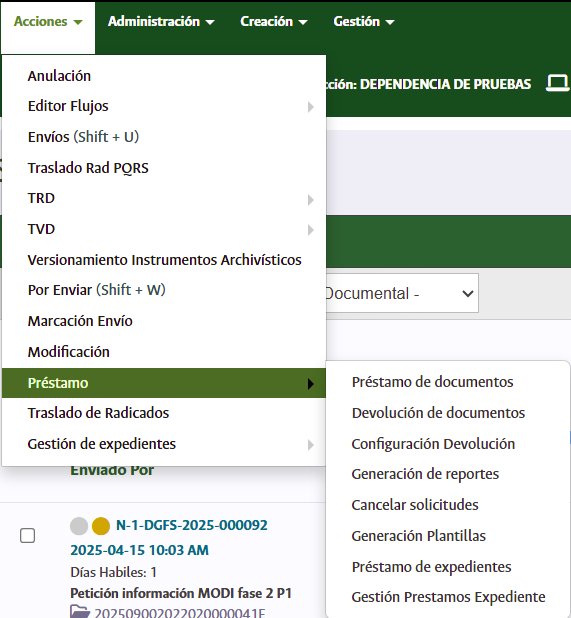 Acciones Administración Creación Gestión
cción: DEPENDENCIA DE PRUEBAS
Anulación
Editor Flujos
Envíos (Shift + U)
Traslado Rad PQRS
TRD
TVD
Versionamiento Instrumentos Archivísticos
Por Enviar (Shift + W)
Documental -
Marcación Envío
Modificación
Préstamo
Traslado de Radicados
Gestión de expedientes
Préstamo de documentos
Devolución de documentos
Configuración Devolución
Generación de reportes
Cancelar solicitudes
Generación Plantillas
Préstamo de expedientes
Gestión Prestamos Expediente
Enviado Por
N-1-DGFS-2025-000092
2025-04-15 10:03 AM
Días Habiles: 1
Petición información MODI fase 2 P1
202509002022020000041E